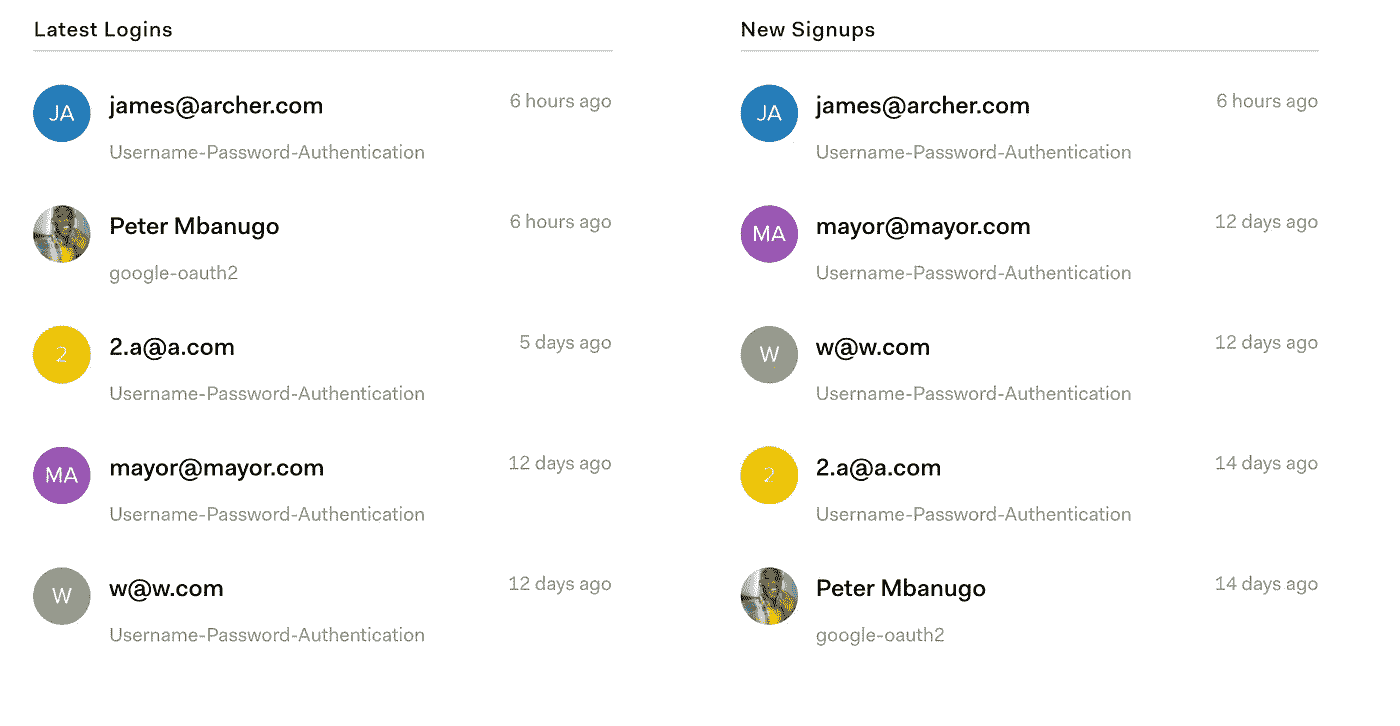 Latest Logins
JA
james@archer.com
6 hours ago
Username-Password-Authentication
Peter Mbanugo
6 hours ago
google-oauth2
2
2.a@a.com
5 days ago
Username-Password-Authentication
MA
mayor@mayor.com
12 days ago
Username-Password-Authentication
W
w@w.com
12 days ago
Username-Password-Authentication
New Signups
JA
james@archer.com
6 hours ago
Username-Password-Authentication
MA
mayor@mayor.com
12 days ago
Username-Password-Authentication
W
w@w.com
12 days ago
Username-Password-Authentication
2
2.a@a.com
14 days ago
Username-Password-Authentication
Peter Mbanugo
14 days ago
google-oauth2